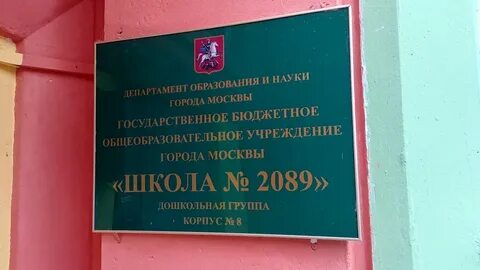 ДЕПАРТАМЕНТ ОБРАЗОВАНИЯ И НАУКИ
ГОРОДА МОСКВЫ
ГОСУДАРСТВЕННОЕ БЮДЖЕТНОЕ
ОБЩЕОБРАЗОВАТЕЛЬНОЕ УЧРЕЖДЕНИЕ
ГОРОДА МОСКВЫ
«ШКОЛА № 2089»
ДОШКОЛЬНАЯ ГРУППА
КОРПУС № 8